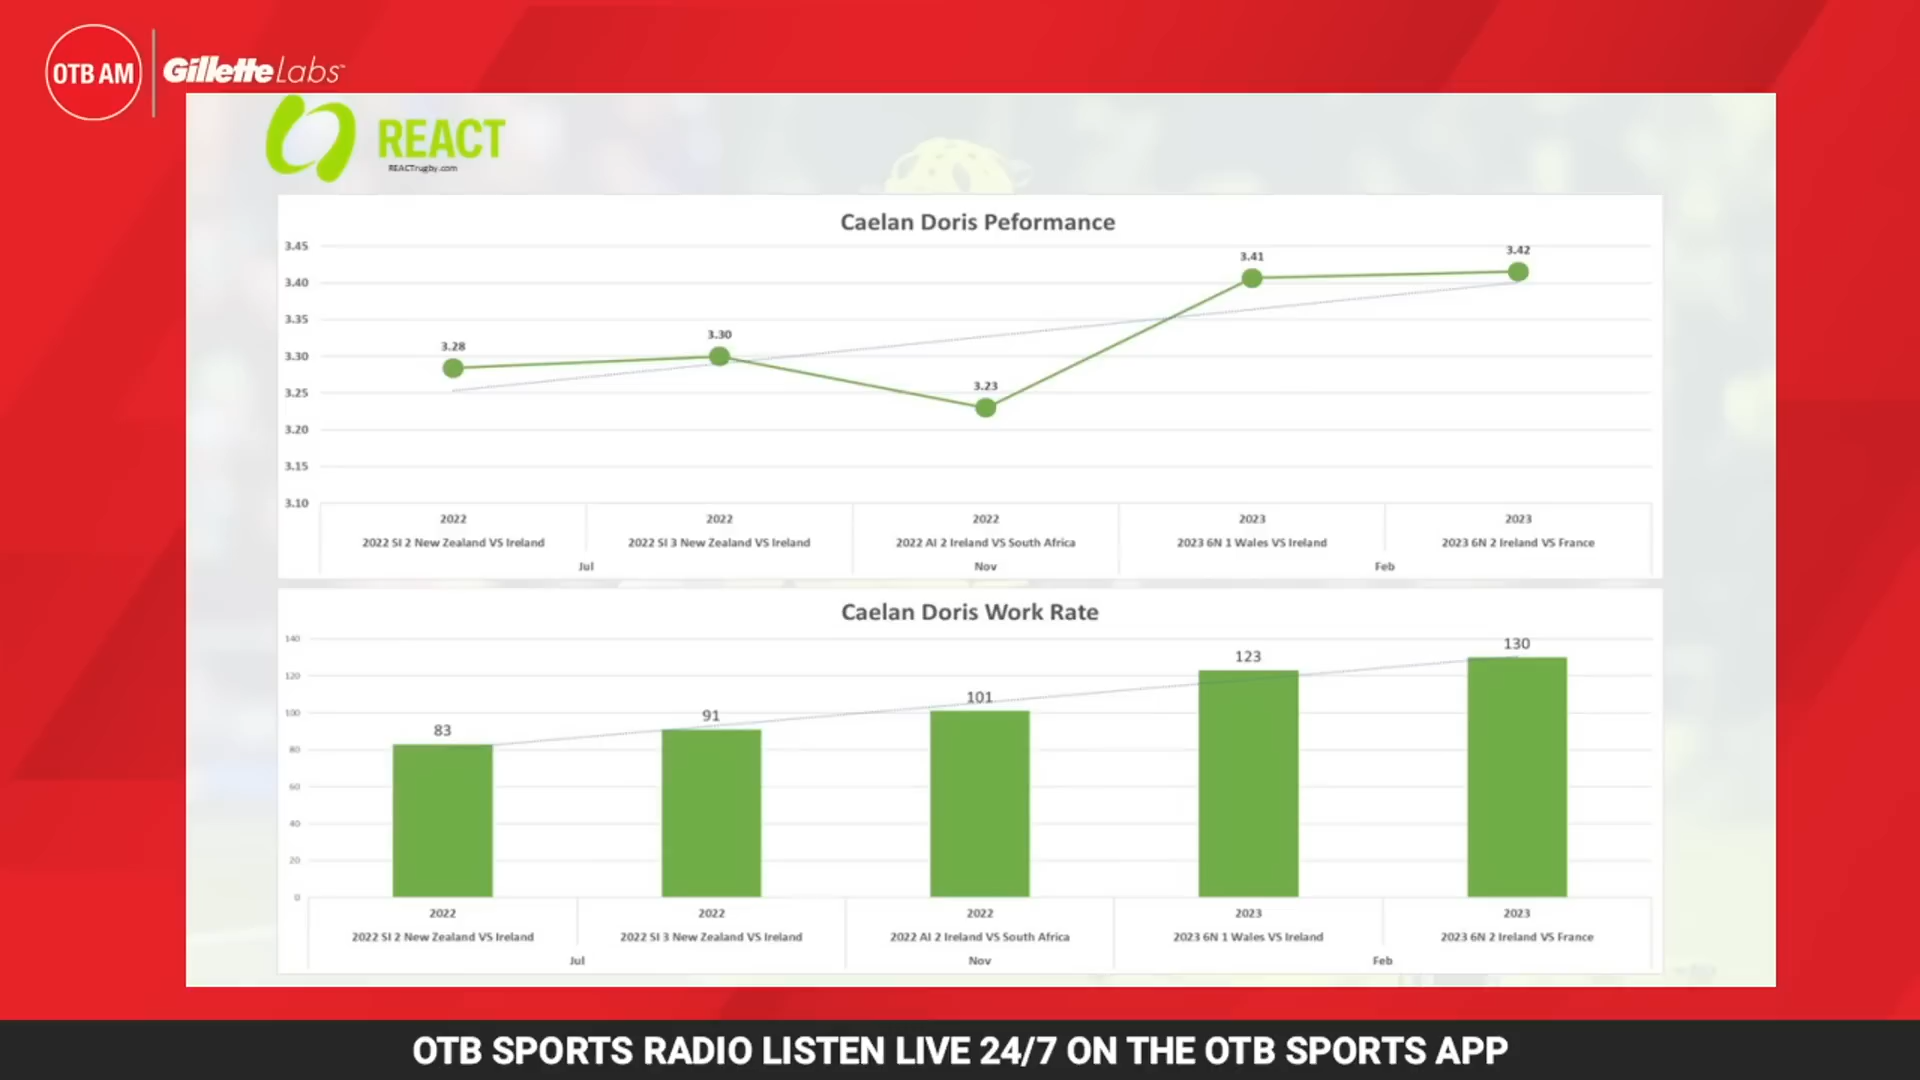 OTB AM
Gillette Labs™
REACT
REACTrugby.com
Caelan Doris Peformance
3.45
3.40
3.35
3.30
3.25
3.20
3.15
3.10
3.28
3.30
3.23
3.41
3.42
2022 2022 2022 2023 2023
2022 SI 2 New Zealand VS Ireland 2022 SI 3 New Zealand VS Ireland 2022 AI 2 Ireland VS South Africa 2023 6N 1 Wales VS Ireland 2023 6N 2 Ireland VS France
Jul Nov Feb
Caelan Doris Work Rate
140
120
100
80
60
40
20
0
83
91
101
123
130
2022 2022 2022 2023 2023
2022 SI 2 New Zealand VS Ireland 2022 SI 3 New Zealand VS Ireland 2022 AI 2 Ireland VS South Africa 2023 6N 1 Wales VS Ireland 2023 6N 2 Ireland VS France
Jul Nov Feb
OTB SPORTS RADIO LISTEN LIVE 24/7 ON THE OTB SPORTS APP